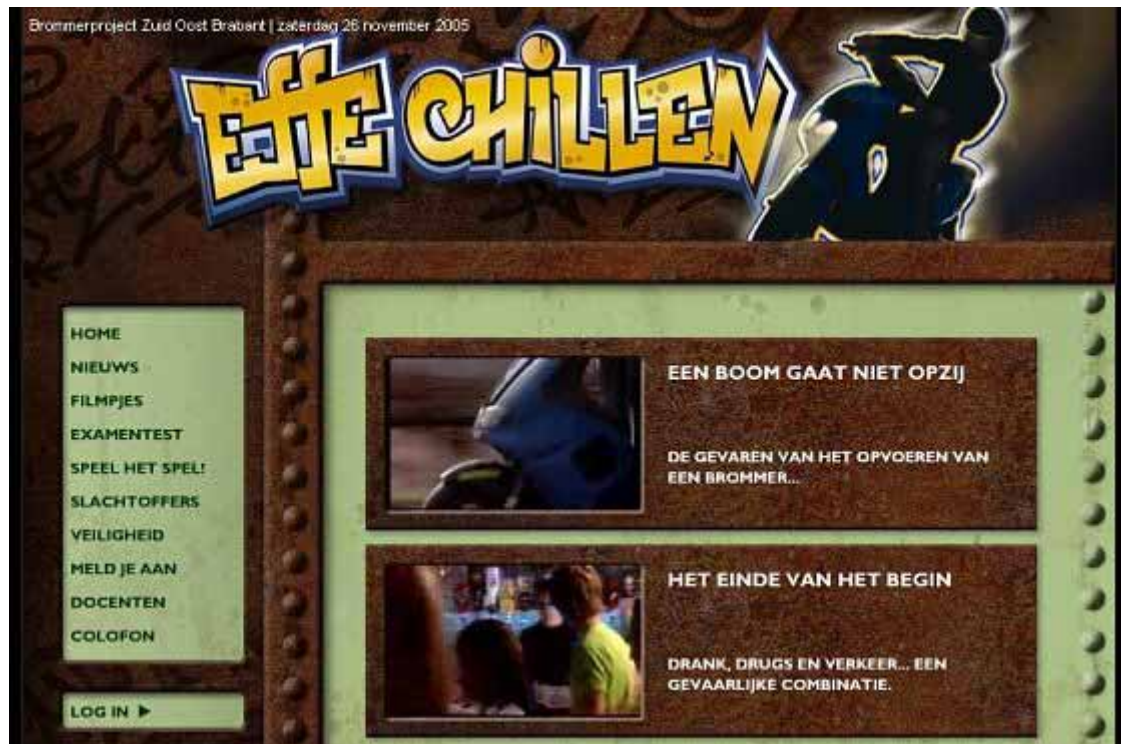 Brommerproject Zuid Oost Brabant | zaterdag 26 november 2005
EFFE CHILLEN
HOME
NIEUWS
FILMPJES
EXAMENTEST
SPEEL HET SPEL!
SLACHTOFFERS
VEILIGHEID
MELD JE AAN
DOCENTEN
COLOFON
LOG IN ►
EEN BOOM GAAT NIET OPZIJ
DE GEVAREN VAN HET OPVOEREN VAN
EEN BROMMER...
HET EINDE VAN HET BEGIN
DRANK, DRUGS EN VERKEER... EEN
GEVAARLIJKE COMBINATIE.